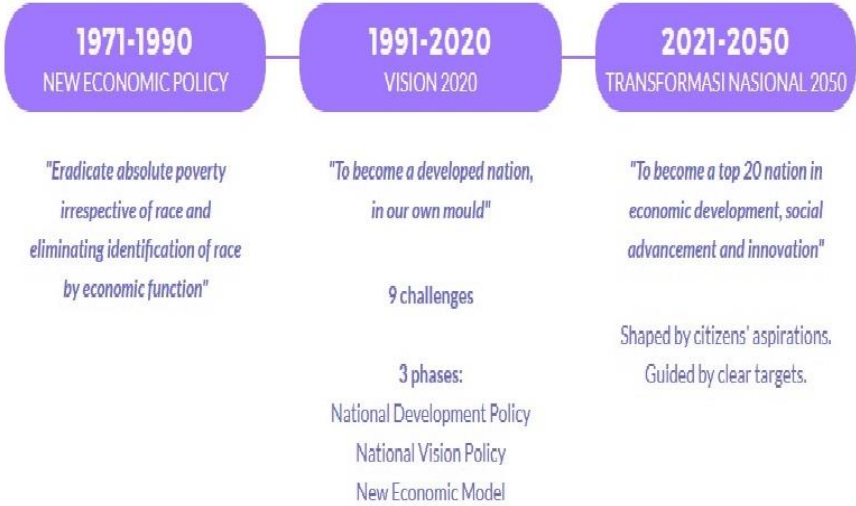 1971-1990
NEW ECONOMIC POLICY
"Eradicate absolute poverty
irrespective of race and
eliminating identification of race
by economic function"
1991-2020
VISION 2020
"To become a developed nation,
in our own mould"
9 challenges
3 phases:
National Development Policy
National Vision Policy
New Economic Model
2021-2050
TRANSFORMASI NASIONAL 2050
"To become a top 20 nation in
economic development, social
advancement and innovation"
Shaped by citizens' aspirations.
Guided by clear targets.